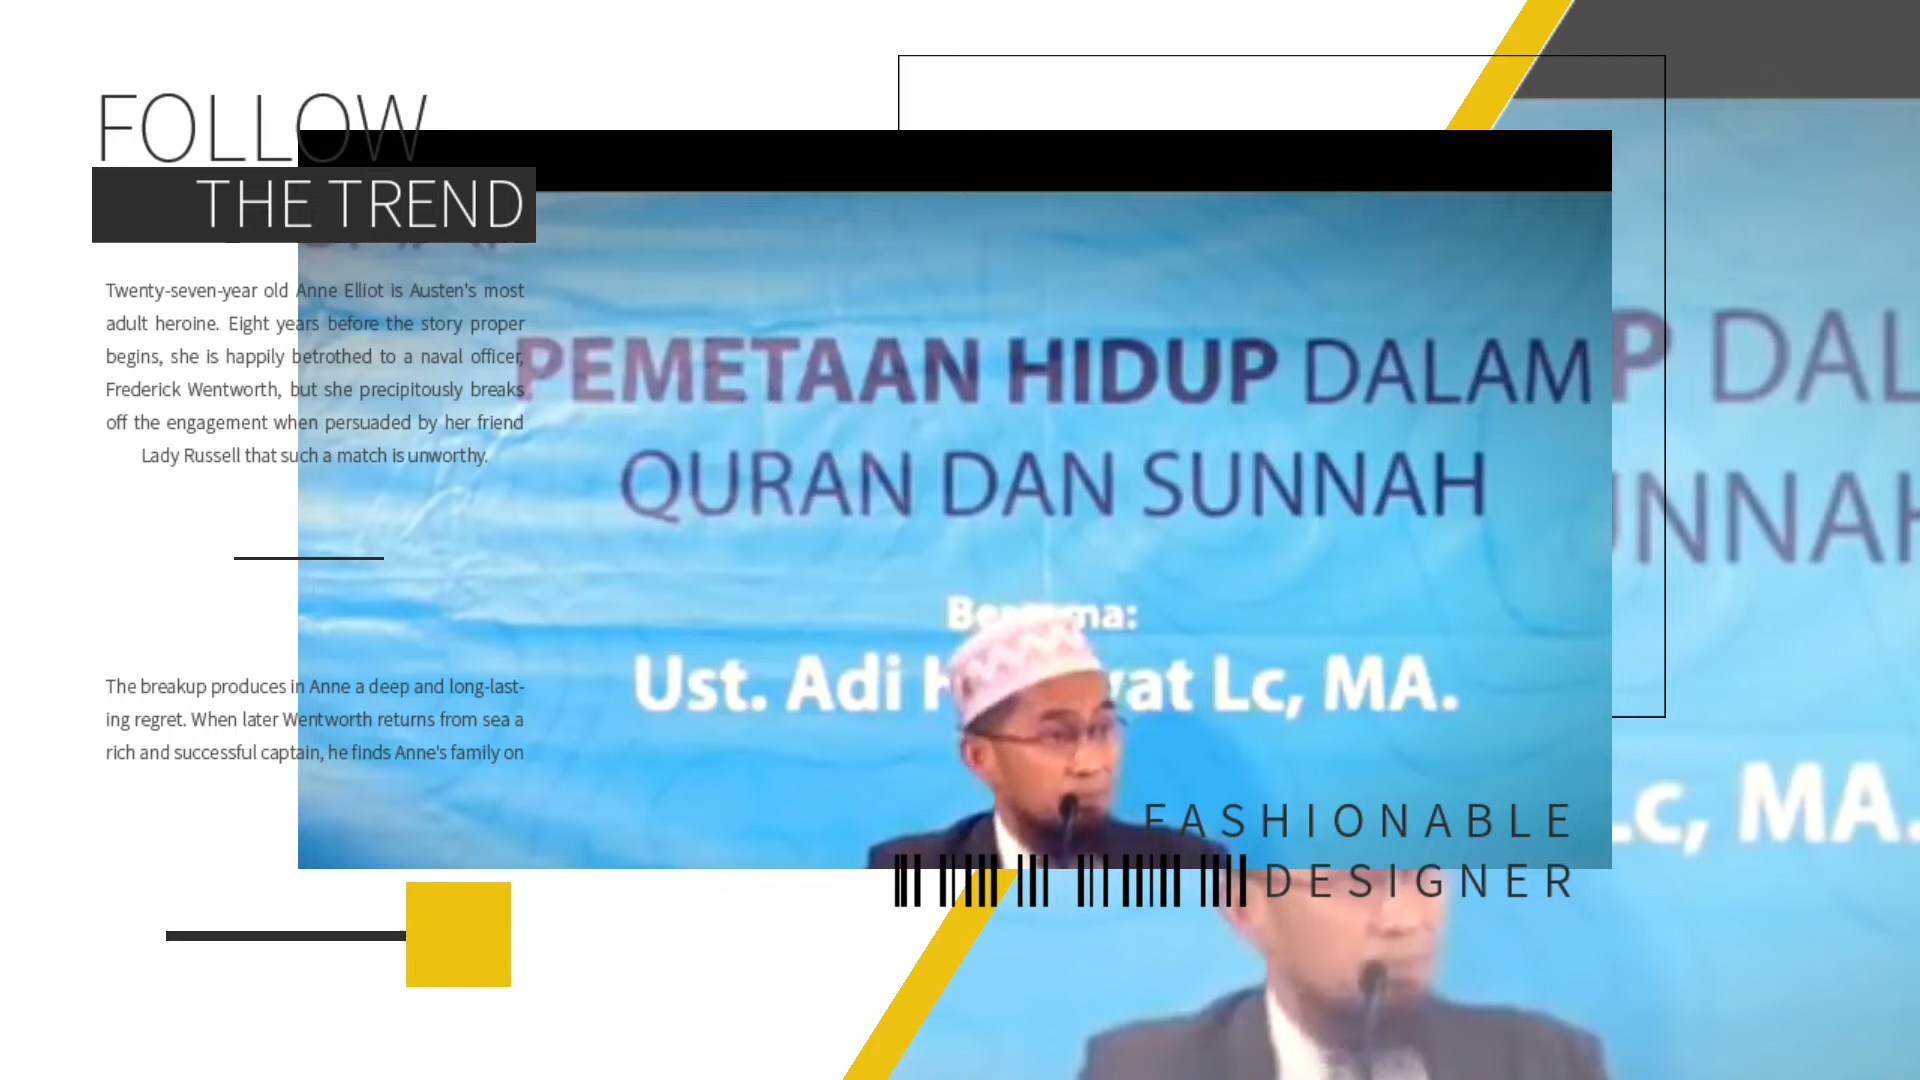 FOLLOW
THE TREND
Twenty-seven-year old Anne Elliot is Austen's most
adult heroine. Eight years before the story proper
begins, she is happily betrothed to a naval officer,
Frederick Wentworth, but she precipitously breaks
off the engagement when persuaded by her friend
Lady Russell that such a match is unworthy.
The breakup produces in Anne a deep and long-last-
ing regret. When later Wentworth returns from sea a
rich and successful captain, he finds Anne's family on
PEMETAAN HIDUP DALAM
QURAN DAN SUNNAH
Ust. Adi Lc, MA.
FASHIONABLE
DESIGNER
P DAL
UNNAH
Lc, MA.